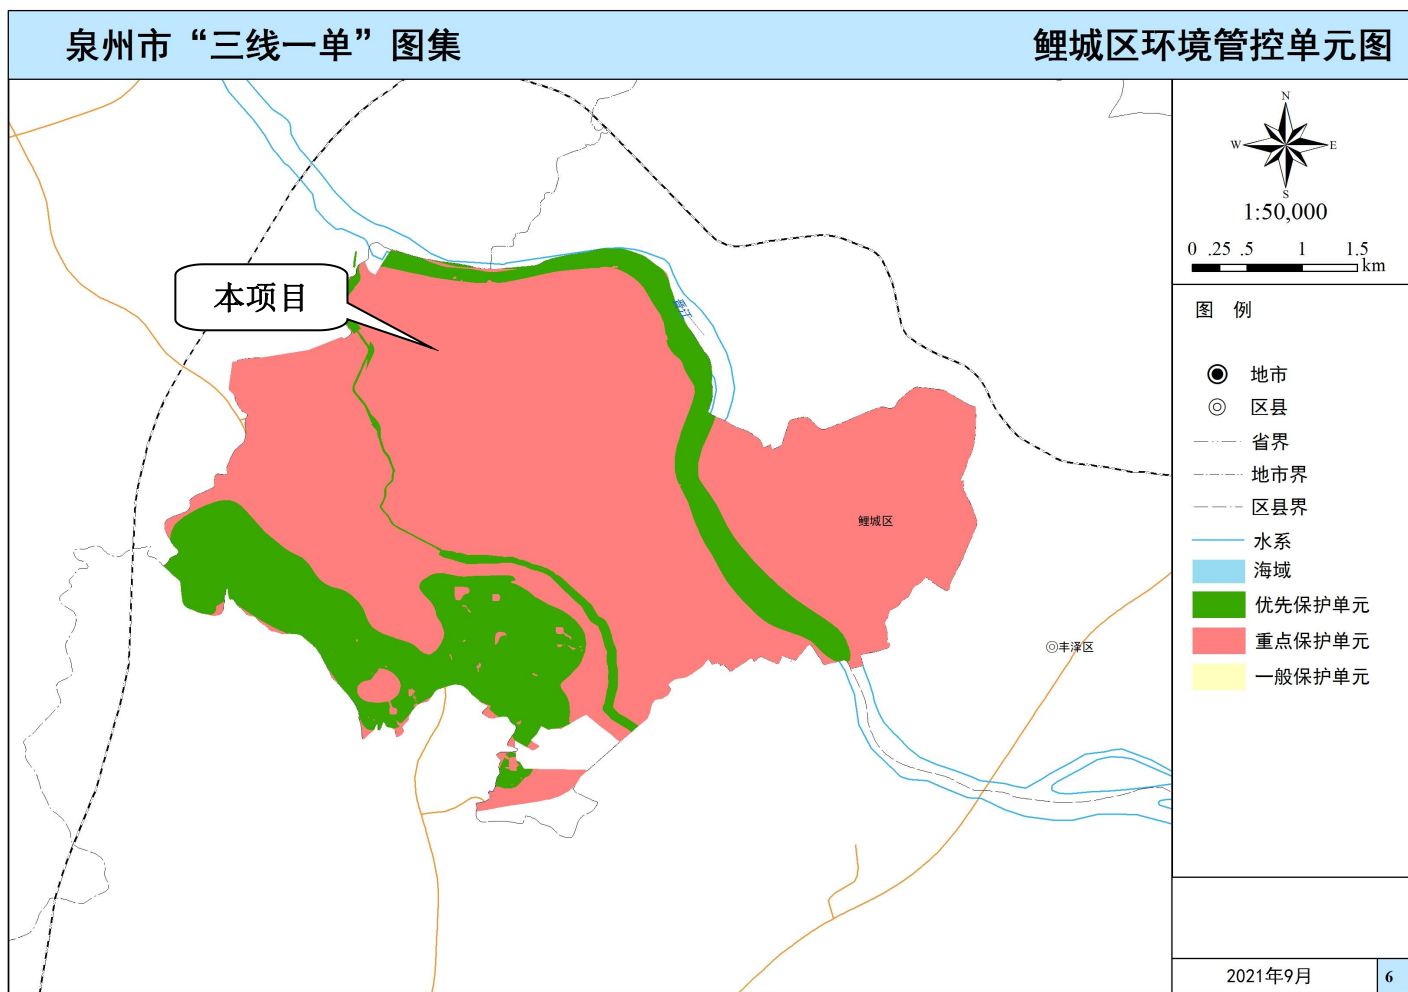 泉州市“三线一单”图集
鲤城区环境管控单元图
N
W
E
S
1:50,000
0 .25 .5 1 1.5
km
本项目
晋江
图 例
地市
区县
省界
地市界
区县界
水系
海域
优先保护单元
重点保护单元
一般保护单元
鲤城区
丰泽区
2021年9月
6